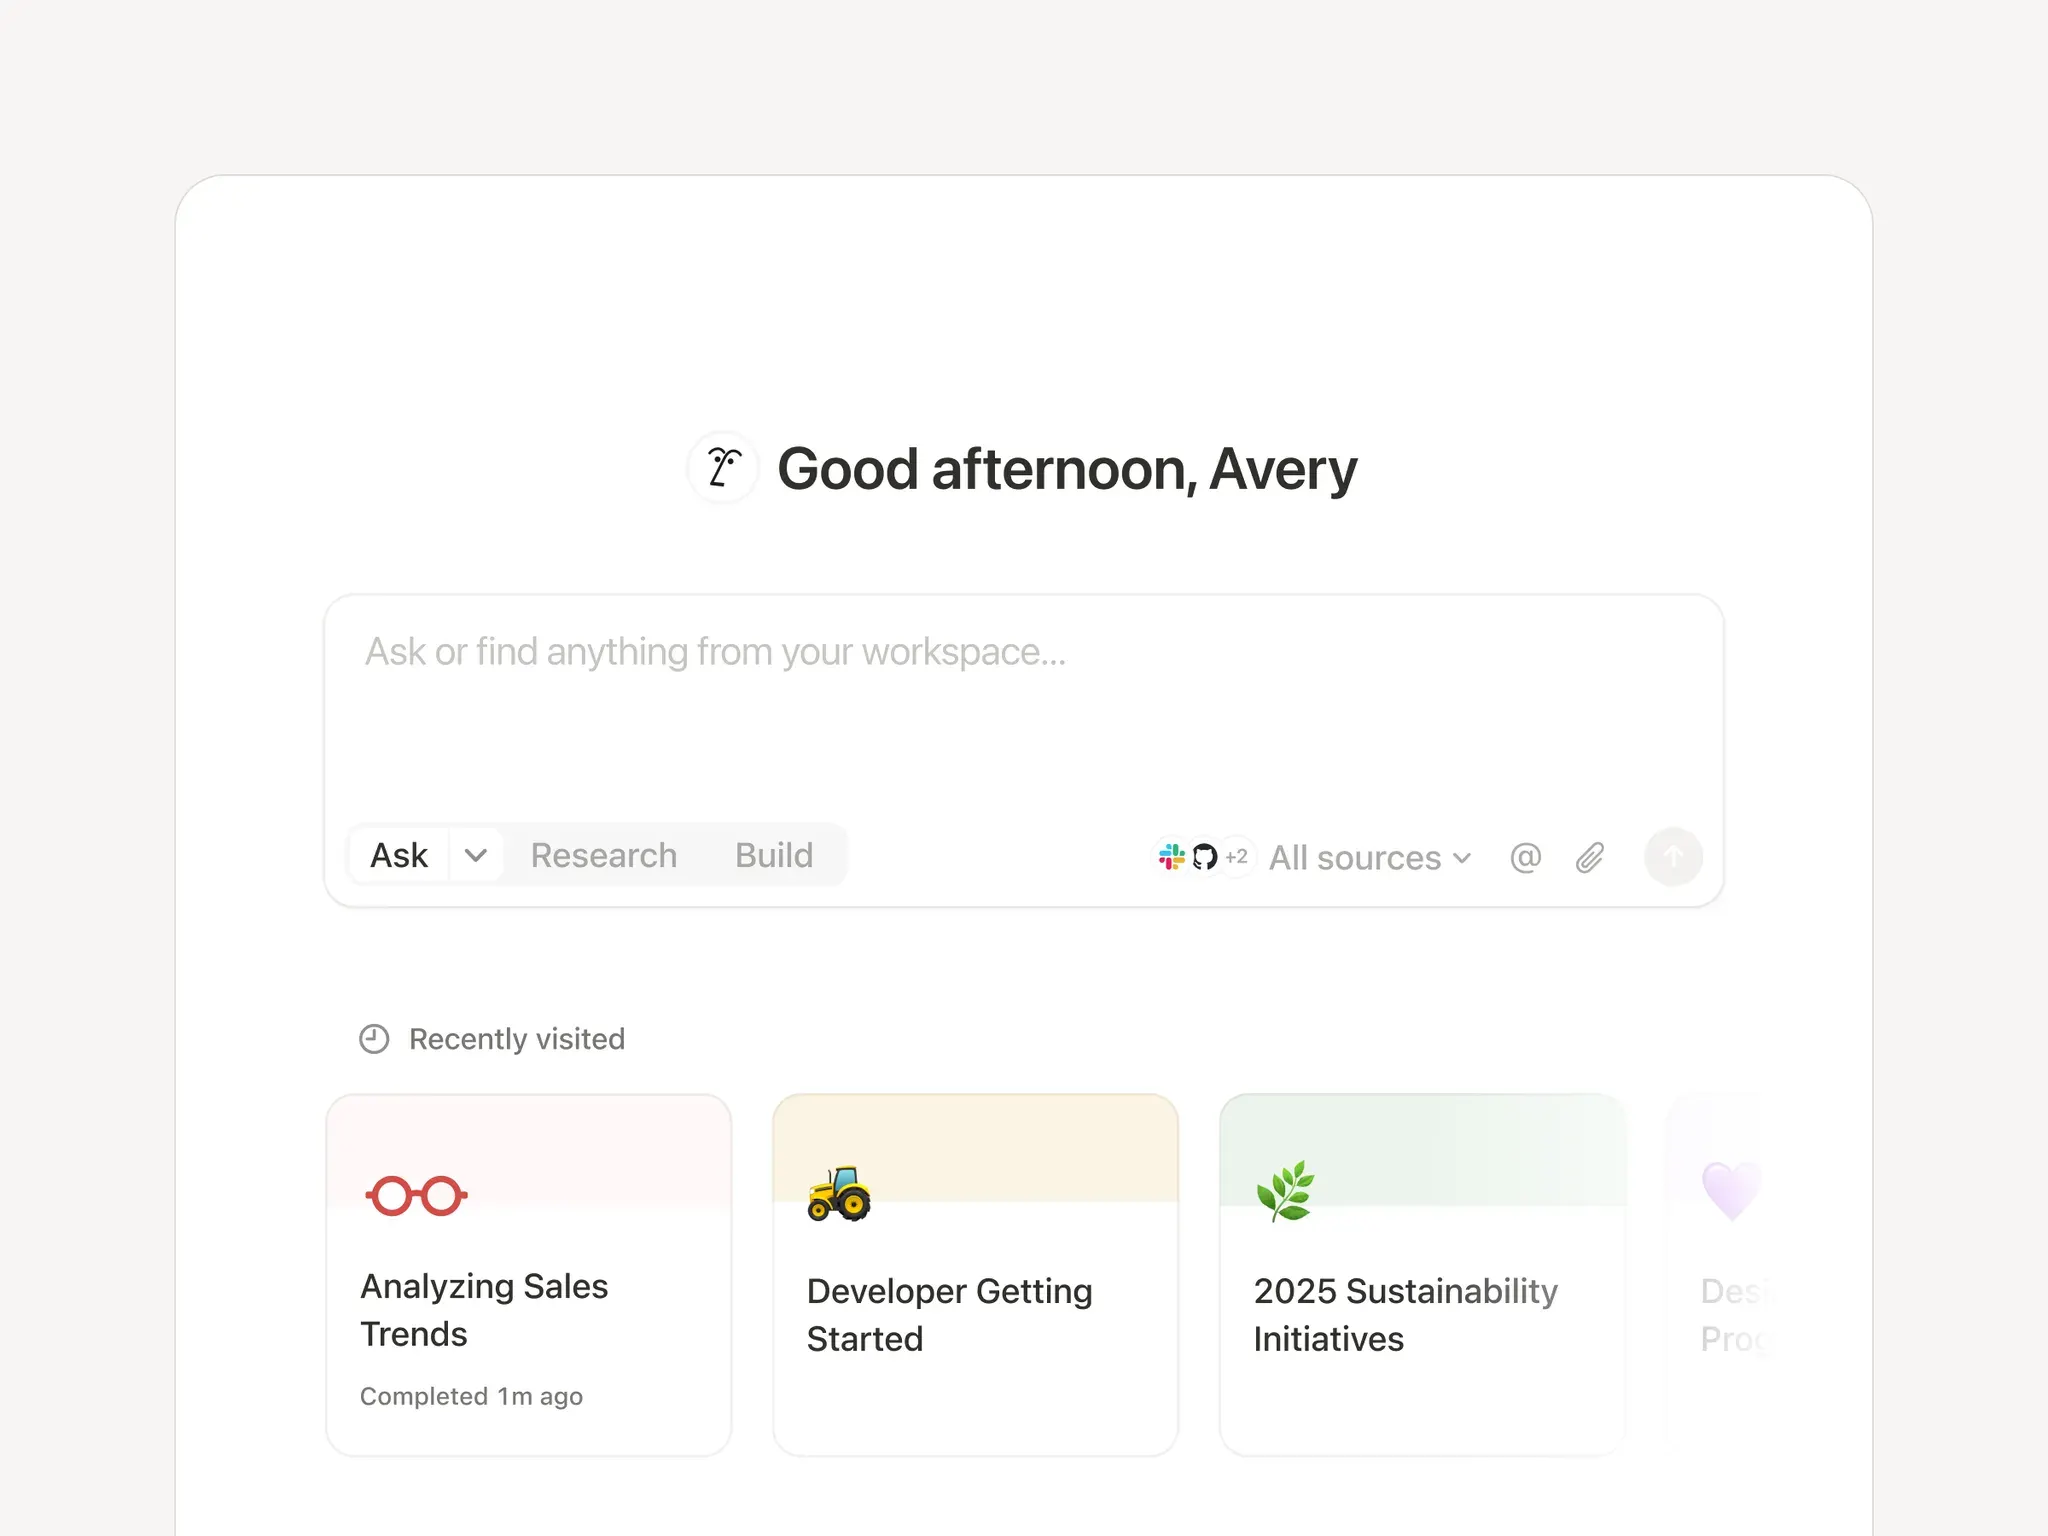 Good afternoon, Avery
Ask or find anything from your workspace...
Ask Research Build +2 All sources @
Recently visited
Analyzing Sales
Trends
Completed 1m ago
Developer Getting
Started
2025 Sustainability
Initiatives